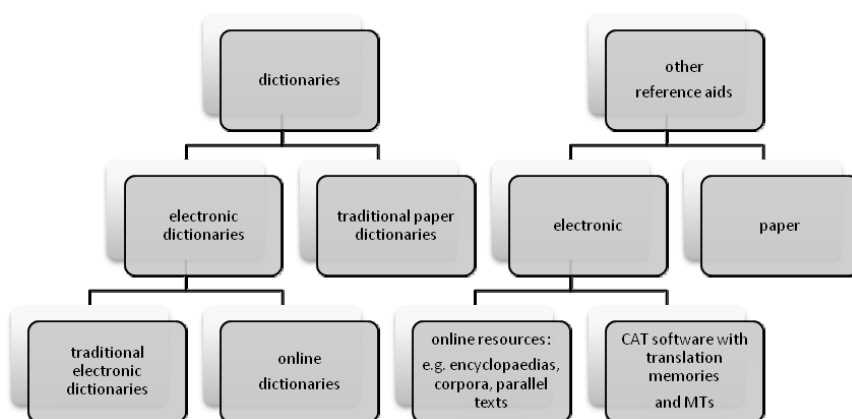 dictionaries
other
reference aids
electronic
dictionaries
traditional paper
dictionaries
electronic
paper
traditional
electronic
dictionaries
online
dictionaries
online resources:
e.g. encyclopaedias,
corpora, parallel
texts
CAT software with
translation
memories
and MTs